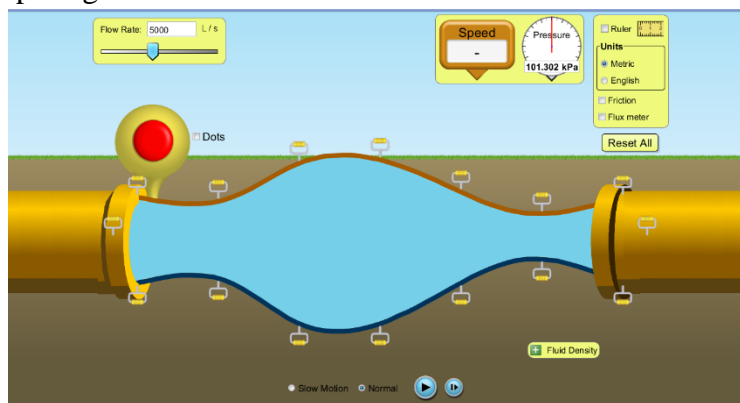 Flow Rate: 5000 L / s
Speed
-
Pressure
101.302 kPa
Ruler
Units
Metric
English
Friction
Flux meter
Reset All
Dots
Fluid Density
Slow Motion Normal